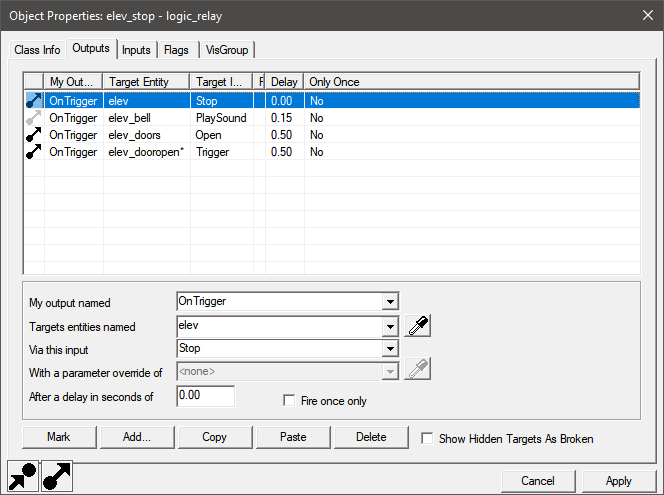 Object Properties: elev_stop - logic_relay
Class Info Outputs Inputs Flags VisGroup
My Out... Target Entity Target I... F Delay Only Once
OnTrigger elev Stop 0.00 No
OnTrigger elev_bell PlaySound 0.15 No
OnTrigger elev_doors Open 0.50 No
OnTrigger elev_dooropen* Trigger 0.50 No
My output named OnTrigger
Targets entities named elev
Via this input Stop
With a parameter override of <none>
After a delay in seconds of 0.00 Fire once only
Mark Add... Copy Paste Delete Show Hidden Targets As Broken
Cancel Apply